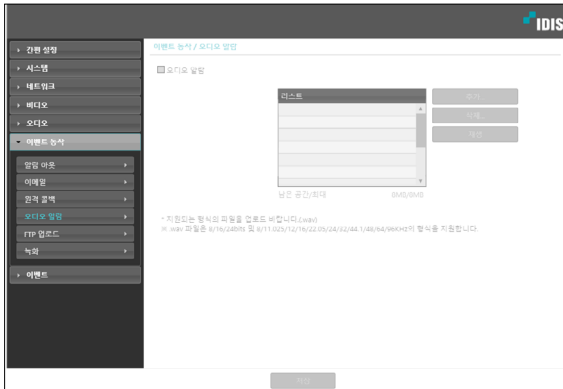 IDIS
간편 설정
시스템
네트워크
비디오
오디오
이벤트 동작
알람 아웃
이메일
원격 콜백
오디오 알람
FTP 업로드
녹화
이벤트
이벤트 동작 / 오디오 알람
오디오 알람
리스트
추가...
삭제...
재생
남은 공간/최대 8MB/8MB
* 지원되는 형식의 파일을 업로드 바랍니다.(.wav)
※ .wav 파일은 8/16/24bits 및 8/11.025/12/16/22.05/24/32/44.1/48/64/96KHz의 형식을 지원합니다.
저장